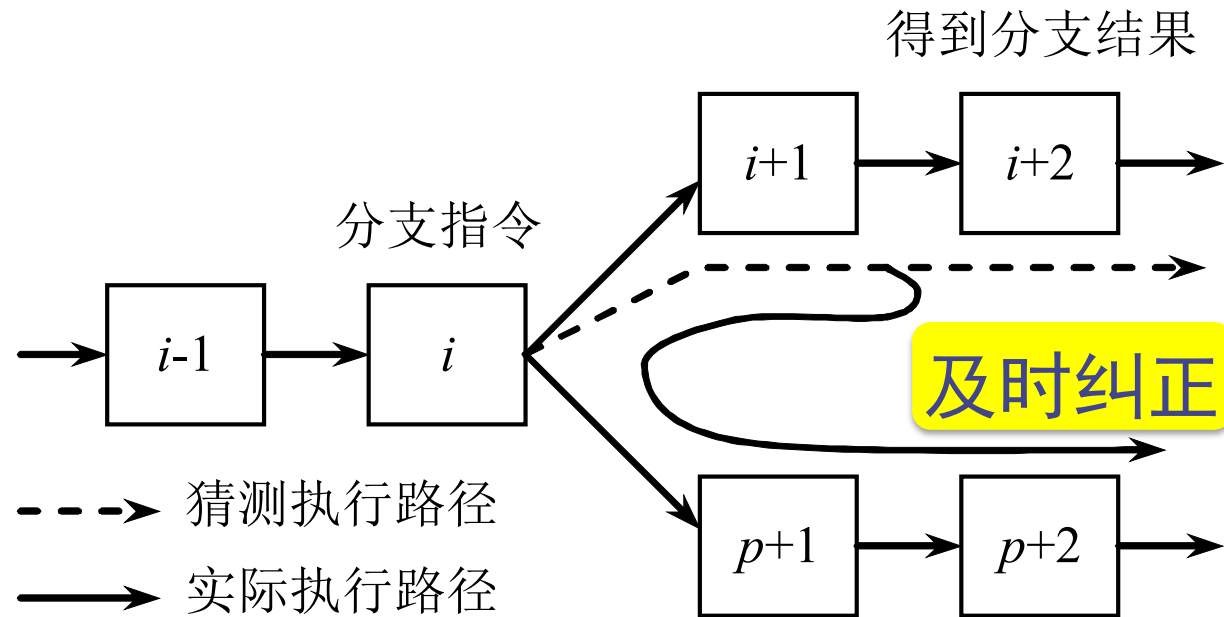 得到分支结果
i+1
i+2
分支指令
i-1
i
及时纠正
猜测执行路径
p+1
p+2
实际执行路径